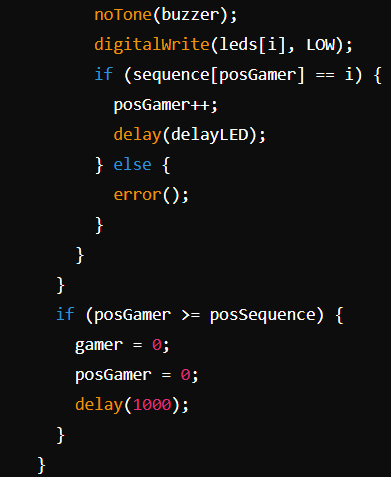 noTone(buzzer);
digitalWrite(leds[i], LOW);
if (sequence[posGamer] == i) {
posGamer++;
delay(delayLED);
} else {
error();
}
}
}
if (posGamer >= posSequence) {
gamer = 0;
posGamer = 0;
delay(1000);
}
}